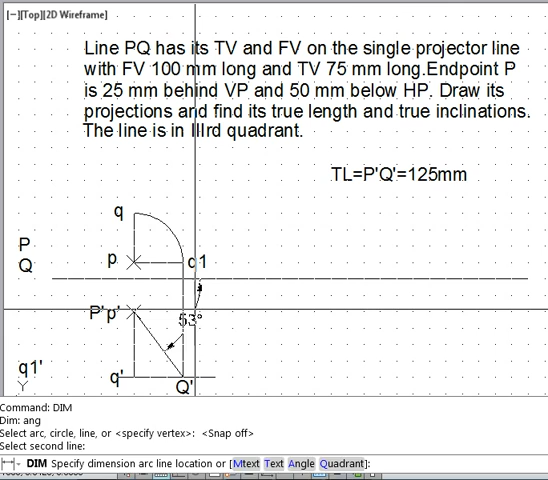 [−][Top][2D Wireframe]
Line PQ has its TV and FV on the single projector line
with FV 100 mm long and TV 75 mm long.Endpoint P
is 25 mm behind VP and 50 mm below HP. Draw its
projections and find its true length and true inclinations.
The line is in IIIrd quadrant.
TL=P'Q'=125mm
q
P
p
q1
Q
P'p'
53°
q1'
q'
Q'
Y
Command: DIM
Dim: ang
Select arc, circle, line, or <specify vertex>: <Snap off>
Select second line:
DIM Specify dimension arc line location or [Mtext Text Angle Quadrant]: